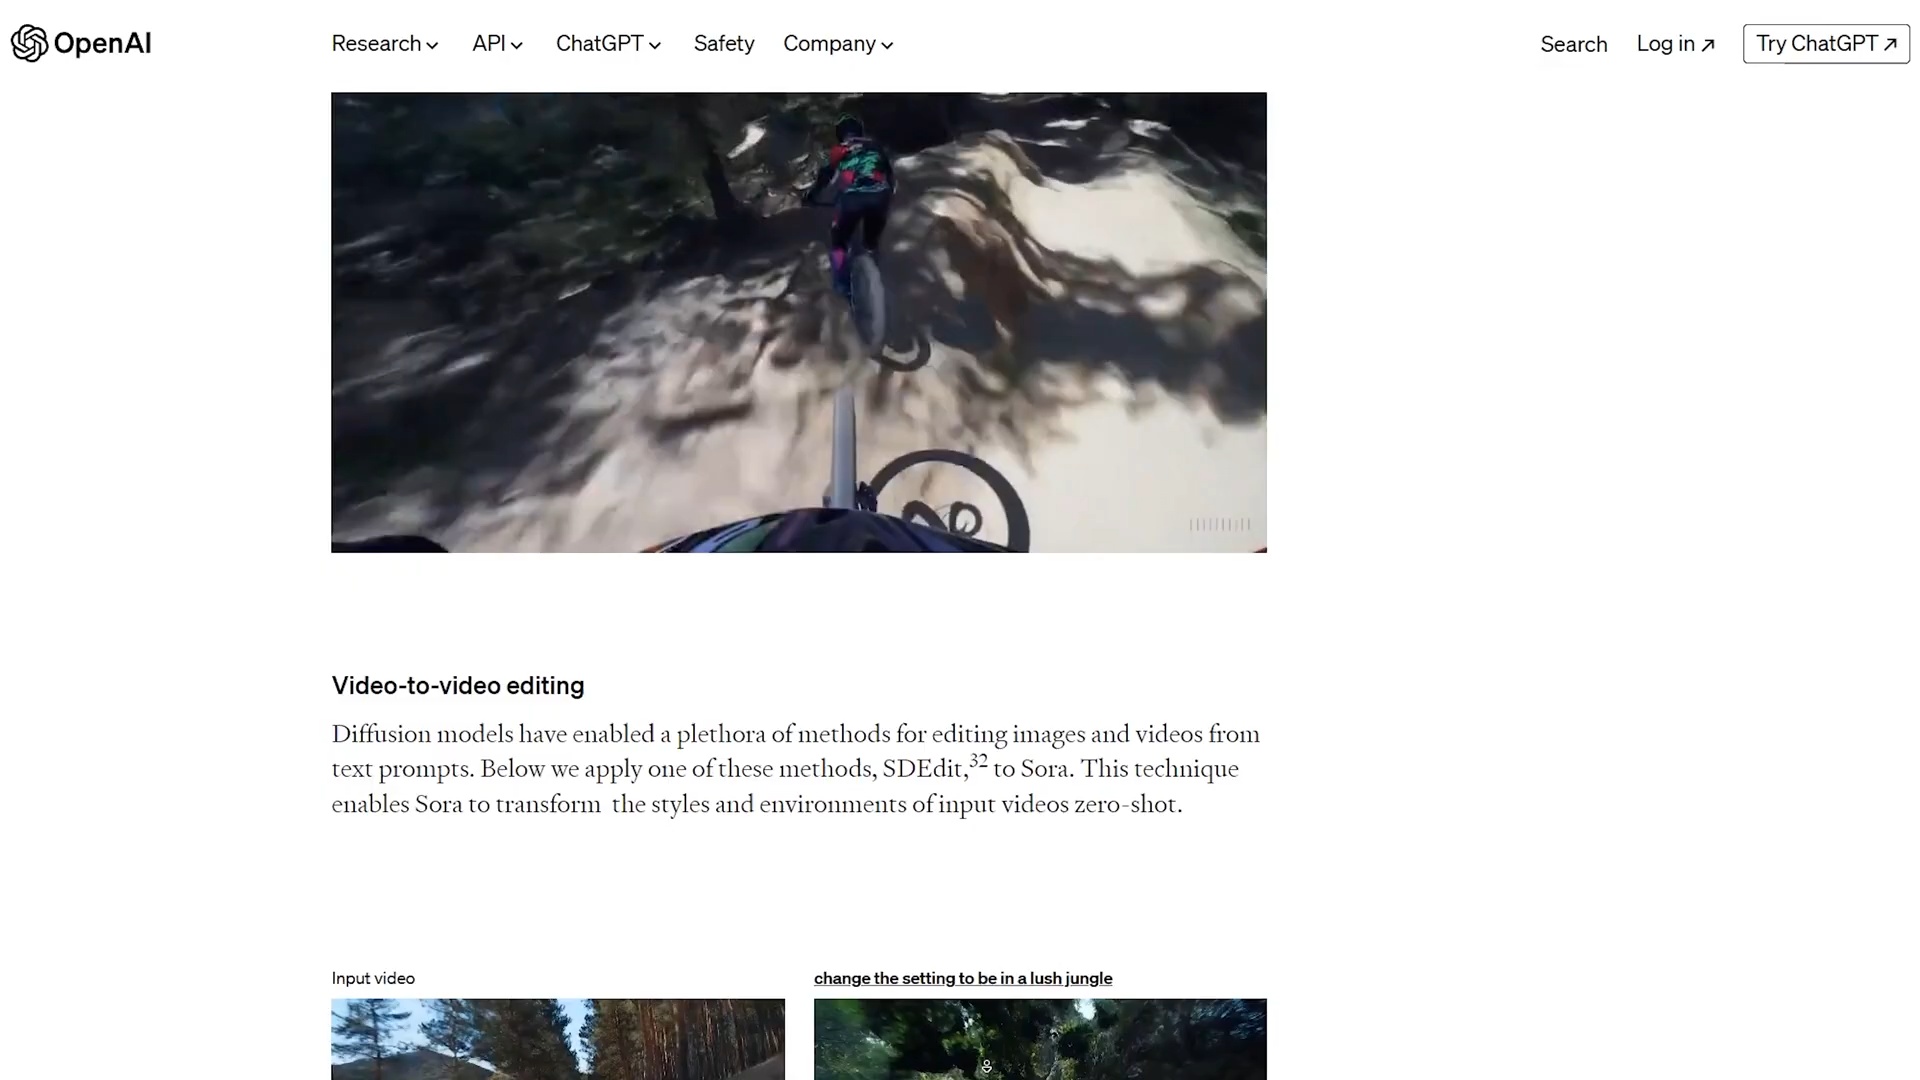 OpenAI
Research
API
ChatGPT
Safety
Company
Search
Log in
Try ChatGPT
Video-to-video editing
Diffusion models have enabled a plethora of methods for editing images and videos from
text prompts. Below we apply one of these methods, SDEdit,32 to Sora. This technique
enables Sora to transform the styles and environments of input videos zero-shot.
Input video
change the setting to be in a lush jungle